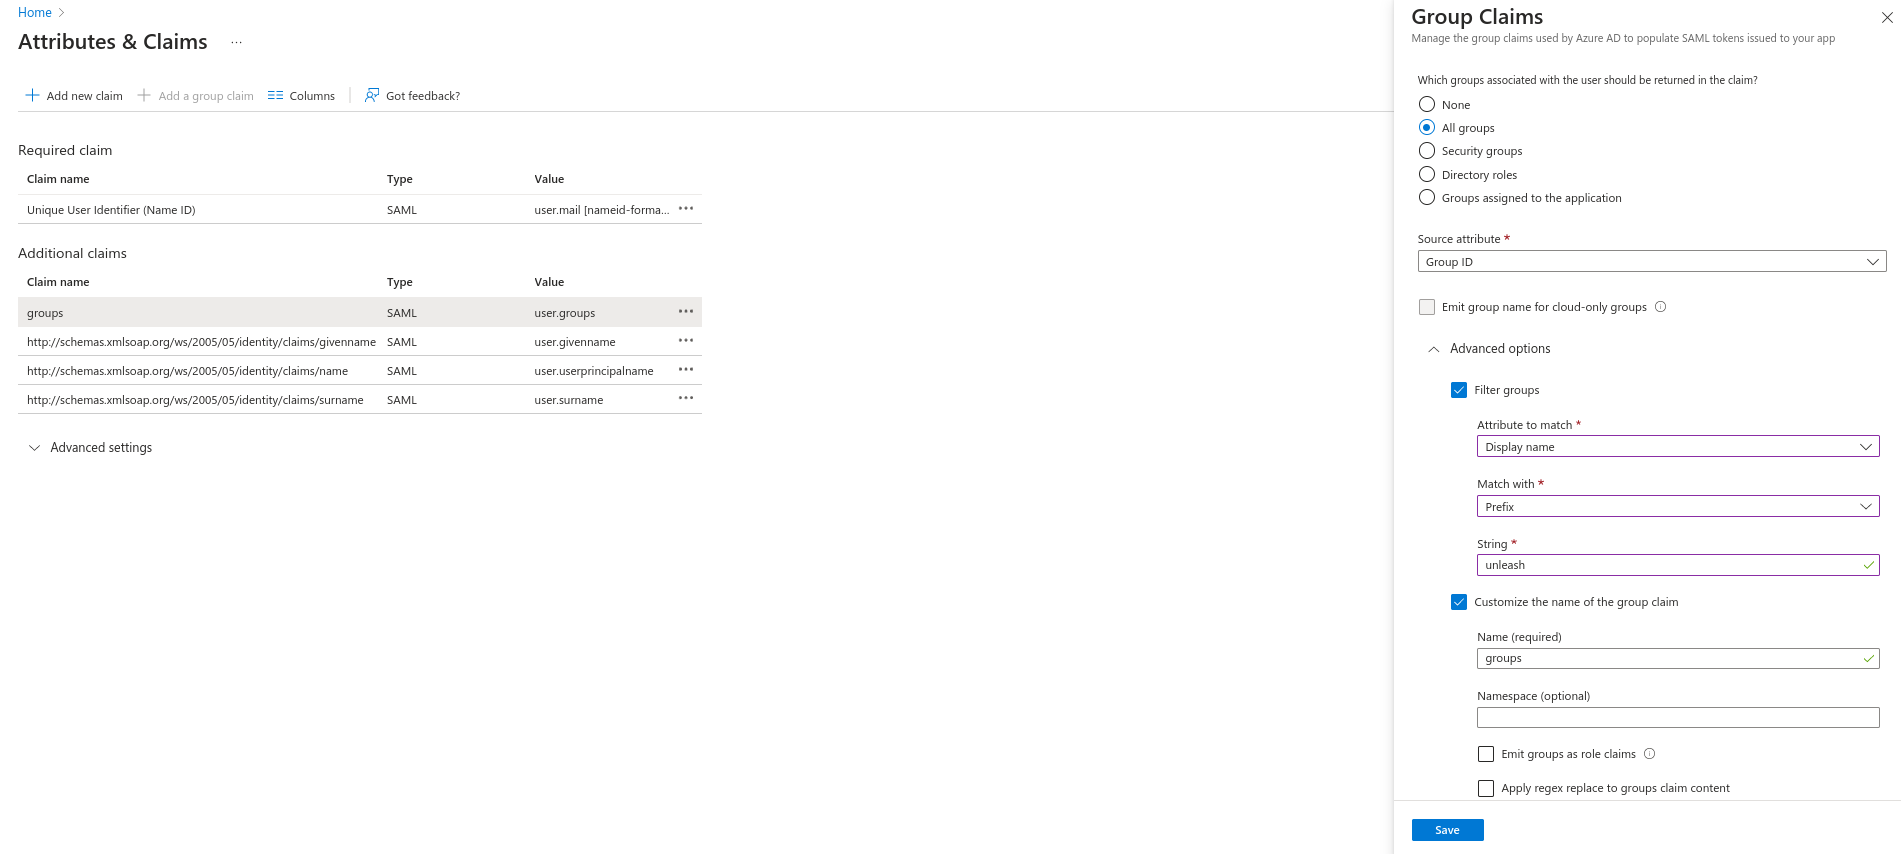 Home
Attributes & Claims ...
Add new claim Add a group claim Columns Got feedback?
Required claim
Claim name Type Value
Unique User Identifier (Name ID) SAML user.mail [nameid-forma...
Additional claims
Claim name Type Value
groups SAML user.groups
http://schemas.xmlsoap.org/ws/2005/05/identity/claims/givenname SAML user.givenname
http://schemas.xmlsoap.org/ws/2005/05/identity/claims/name SAML user.userprincipalname
http://schemas.xmlsoap.org/ws/2005/05/identity/claims/surname SAML user.surname
Advanced settings
Group Claims
Manage the group claims used by Azure AD to populate SAML tokens issued to your app
Which groups associated with the user should be returned in the claim?
None
All groups
Security groups
Directory roles
Groups assigned to the application
Source attribute *
Group ID
Emit group name for cloud-only groups
Advanced options
Filter groups
Attribute to match *
Display name
Match with *
Prefix
String *
unleash
Customize the name of the group claim
Name (required)
groups
Namespace (optional)
Emit groups as role claims
Apply regex replace to groups claim content
Save